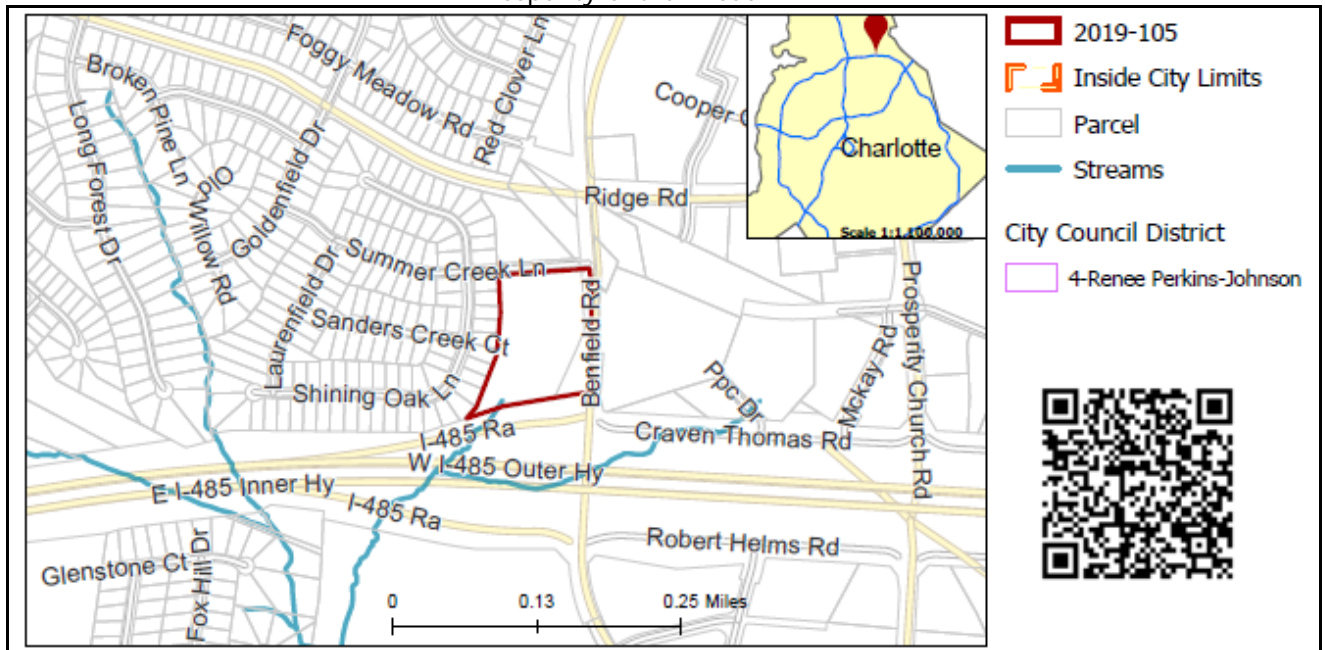 Foggy Meadow Rd
Red Clover Ln
Broken Pine Ln
Long Forest Dr
Willow Rd
PIO
Goldenfield Dr
Cooper
Ridge Rd
Summer Creek Ln
Laurenfield Dr
Sanders Creek Ct
Shining Oak Ln
Benfield Rd
Ppc Dr
Mckay Rd
Prosperity Church Rd
I-485 Ra
Craven Thomas Rd
W I-485 Outer Hy
E I-485 Inner Hy
I-485 Ra
Robert Helms Rd
Glenstone Ct
Fox Hill Dr
0 0.13 0.25 Miles
Charlotte
Scale 1:1,100,000
2019-105
Inside City Limits
Parcel
Streams
City Council District
4-Renee Perkins-Johnson